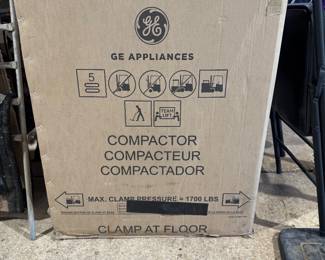 GE
GE APPLIANCES
5
TEAM
LIFT
COMPACTOR
COMPACTEUR
COMPACTADOR
MAX. CLAMP PRESSURE = 1700 LBS
CLAMP AT FLOOR